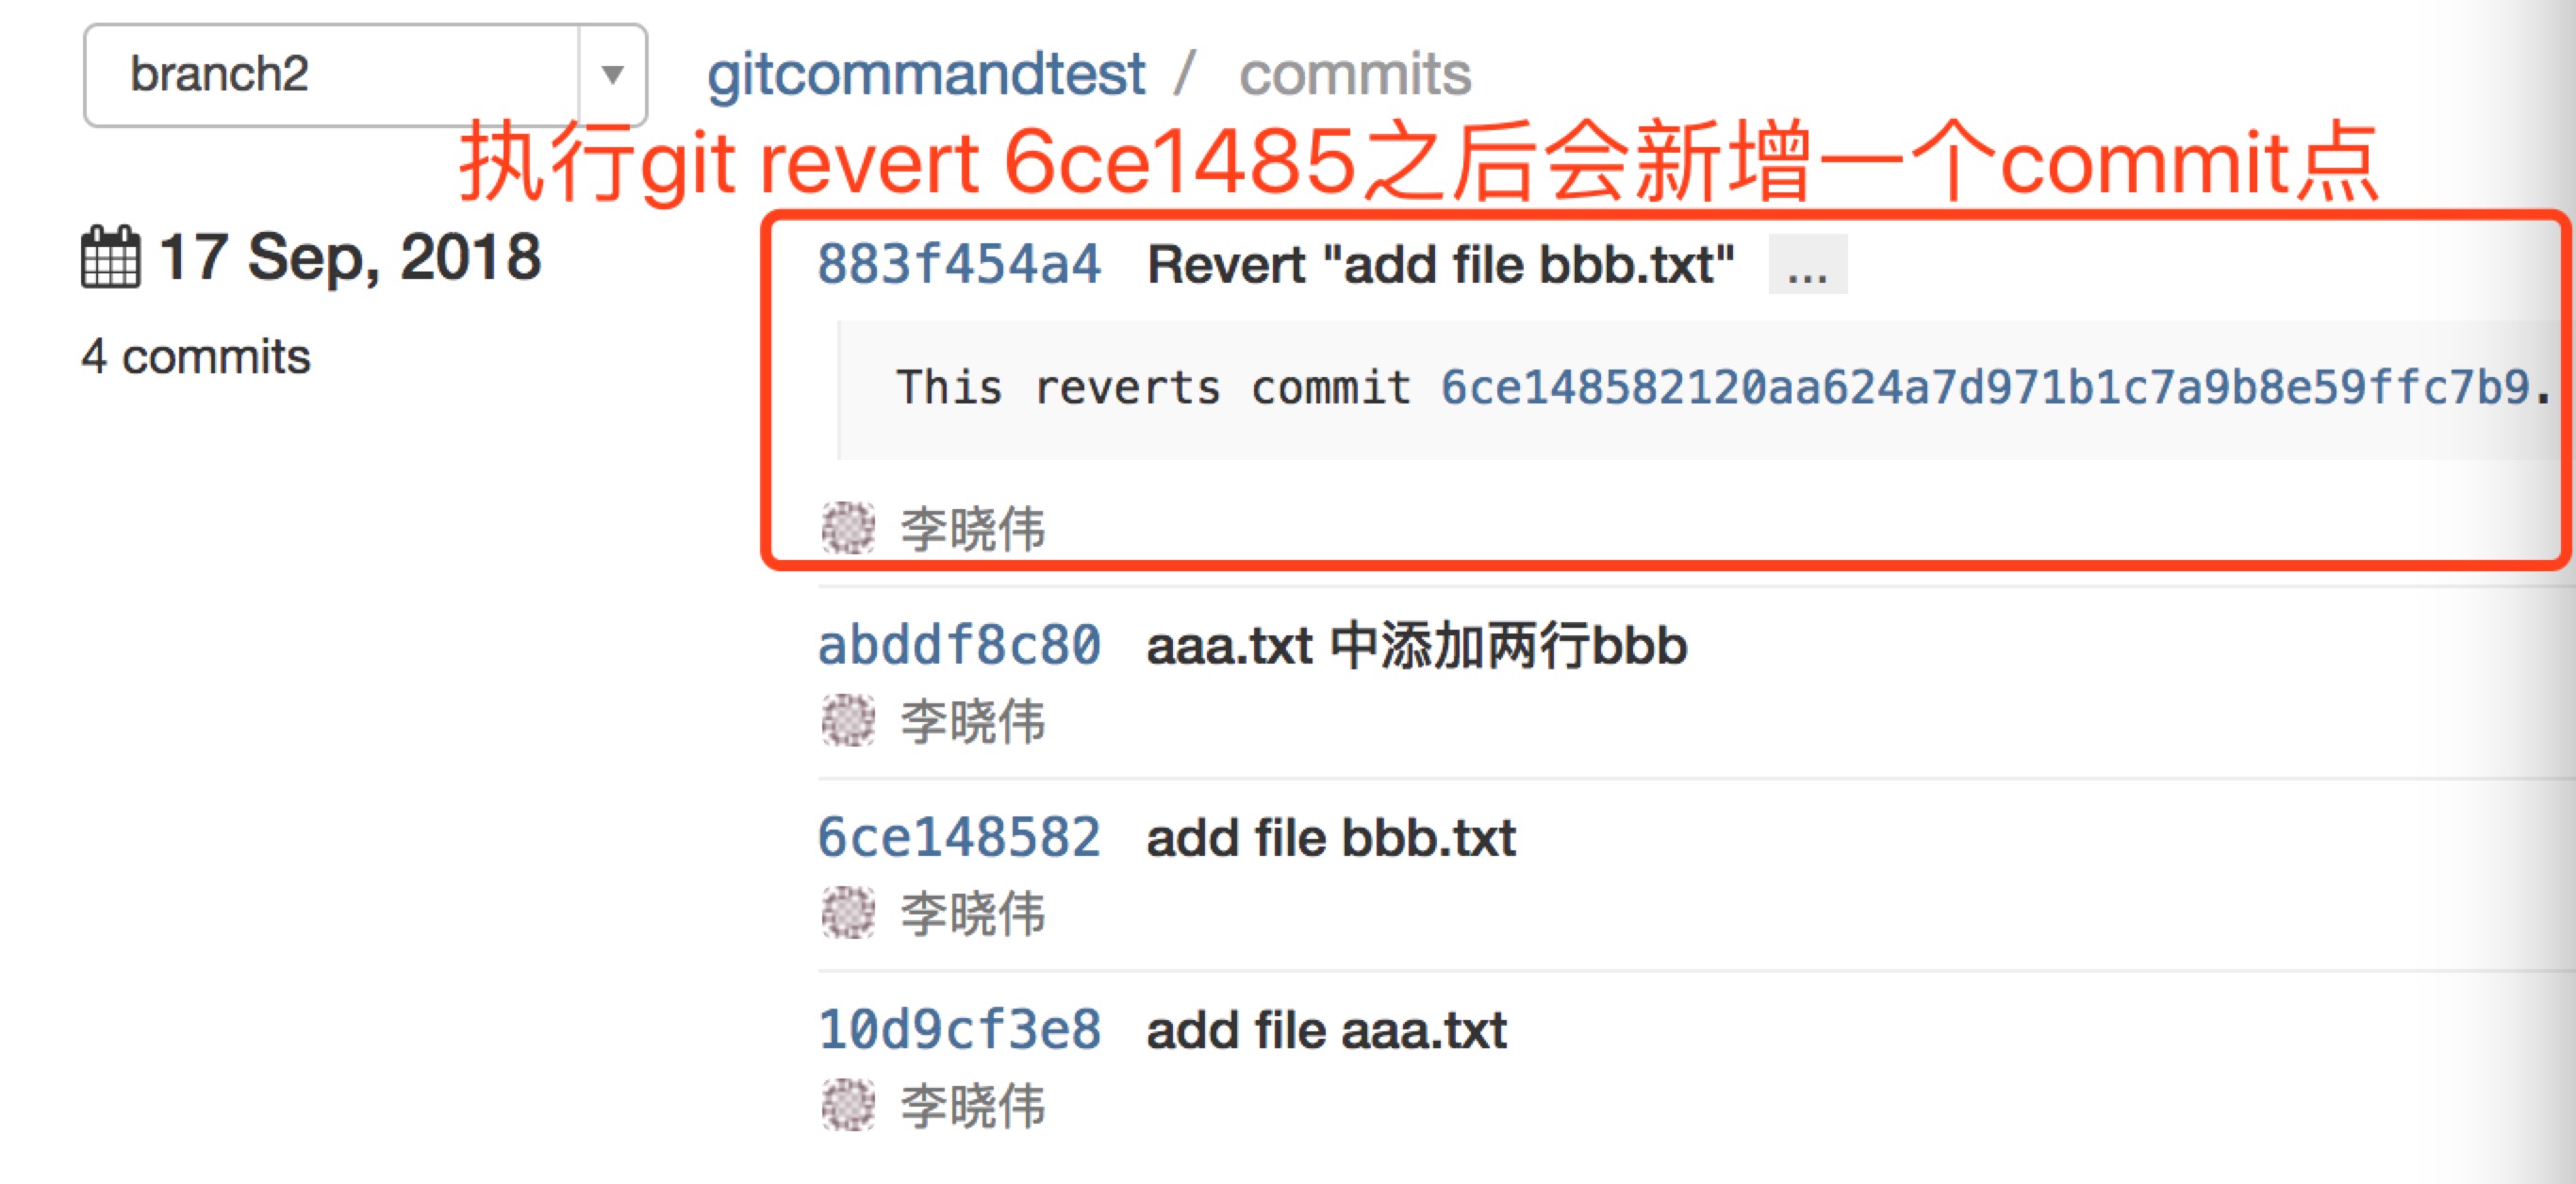 branch2
gitcommandtest / commits
执行git revert 6ce1485之后会新增一个commit点
17 Sep, 2018
4 commits
883f454a4 Revert "add file bbb.txt" ...
This reverts commit 6ce148582120aa624a7d971b1c7a9b8e59ffc7b9.
李晓伟
abddf8c80 aaa.txt 中添加两行bbb
李晓伟
6ce148582 add file bbb.txt
李晓伟
10d9cf3e8 add file aaa.txt
李晓伟